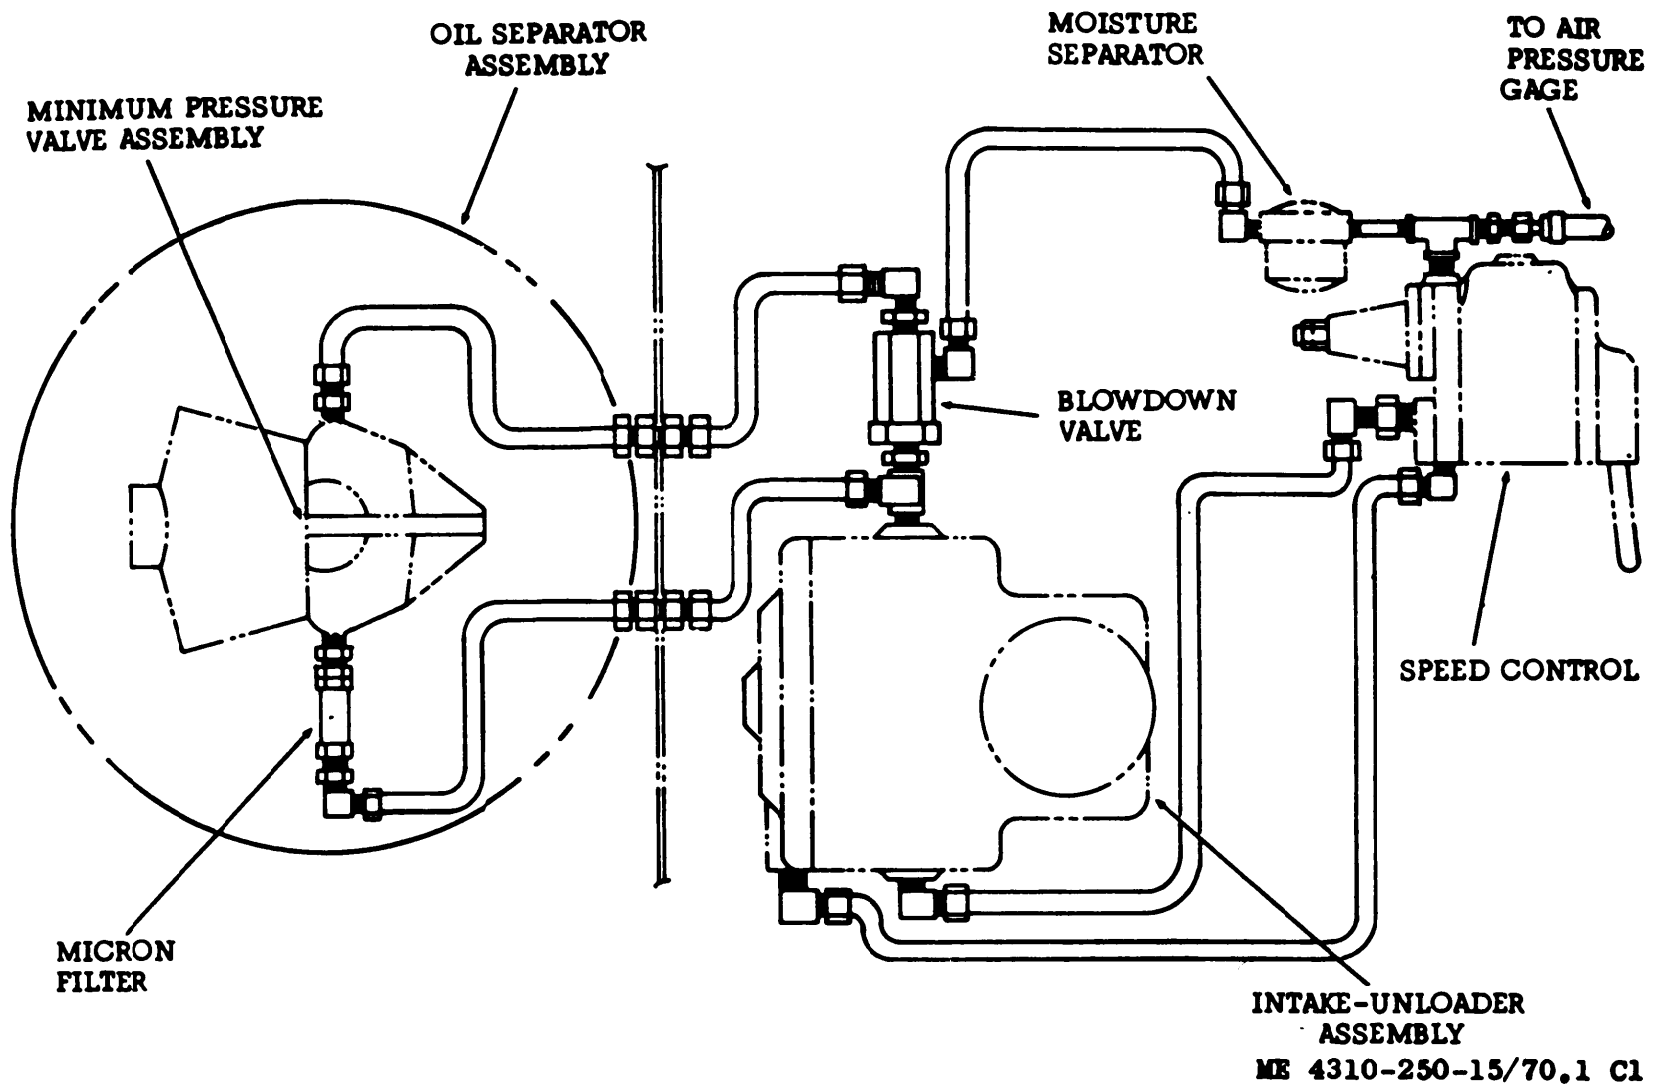 OIL SEPARATOR
ASSEMBLY
MOISTURE
SEPARATOR
TO AIR
PRESSURE
GAGE
MINIMUM PRESSURE
VALVE ASSEMBLY
BLOWDOWN
VALVE
SPEED CONTROL
MICRON
FILTER
INTAKE-UNLOADER
ASSEMBLY
ME 4310-250-15/70.1 C1